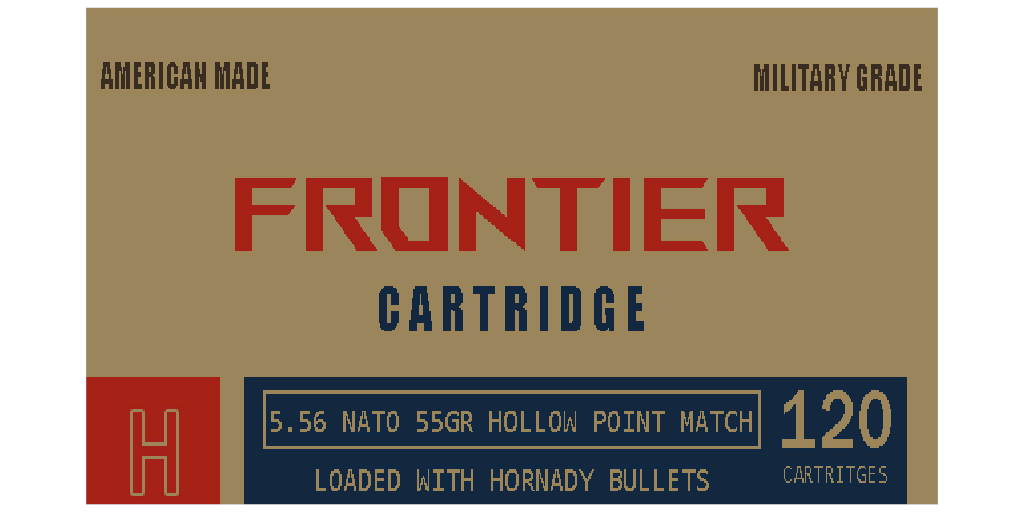 AMERICAN MADE
MILITARY GRADE
FRONTIER
CARTRIDGE
H
5.56 NATO 55GR HOLLOW POINT MATCH
LOADED WITH HORNADY BULLETS
120
CARTRITGES